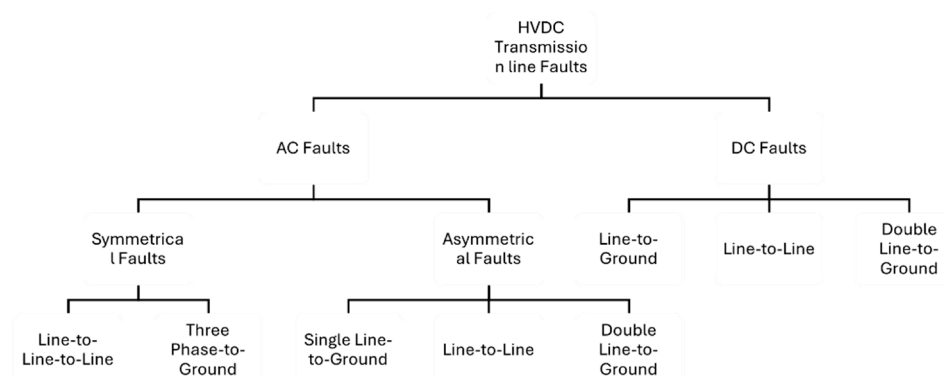 HVDC
Transmissio
n line Faults
AC Faults
DC Faults
Symmetrica
l Faults
Asymmetric
al Faults
Line-to-
Ground
Line-to-Line
Double
Line-to-
Ground
Line-to-
Line-to-Line
Three
Phase-to-
Ground
Single Line-
to-Ground
Line-to-Line
Double
Line-to-
Ground